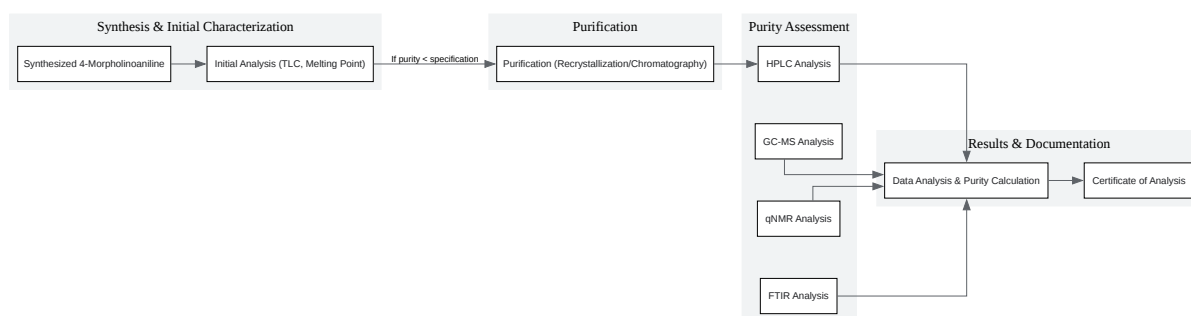 Synthesis & Initial Characterization
Synthesized 4-Morpholinoaniline
Initial Analysis (TLC, Melting Point)
If purity < specification
Purification
Purification (Recrystallization/Chromatography)
Purity Assessment
HPLC Analysis
GC-MS Analysis
qNMR Analysis
FTIR Analysis
Results & Documentation
Data Analysis & Purity Calculation
Certificate of Analysis